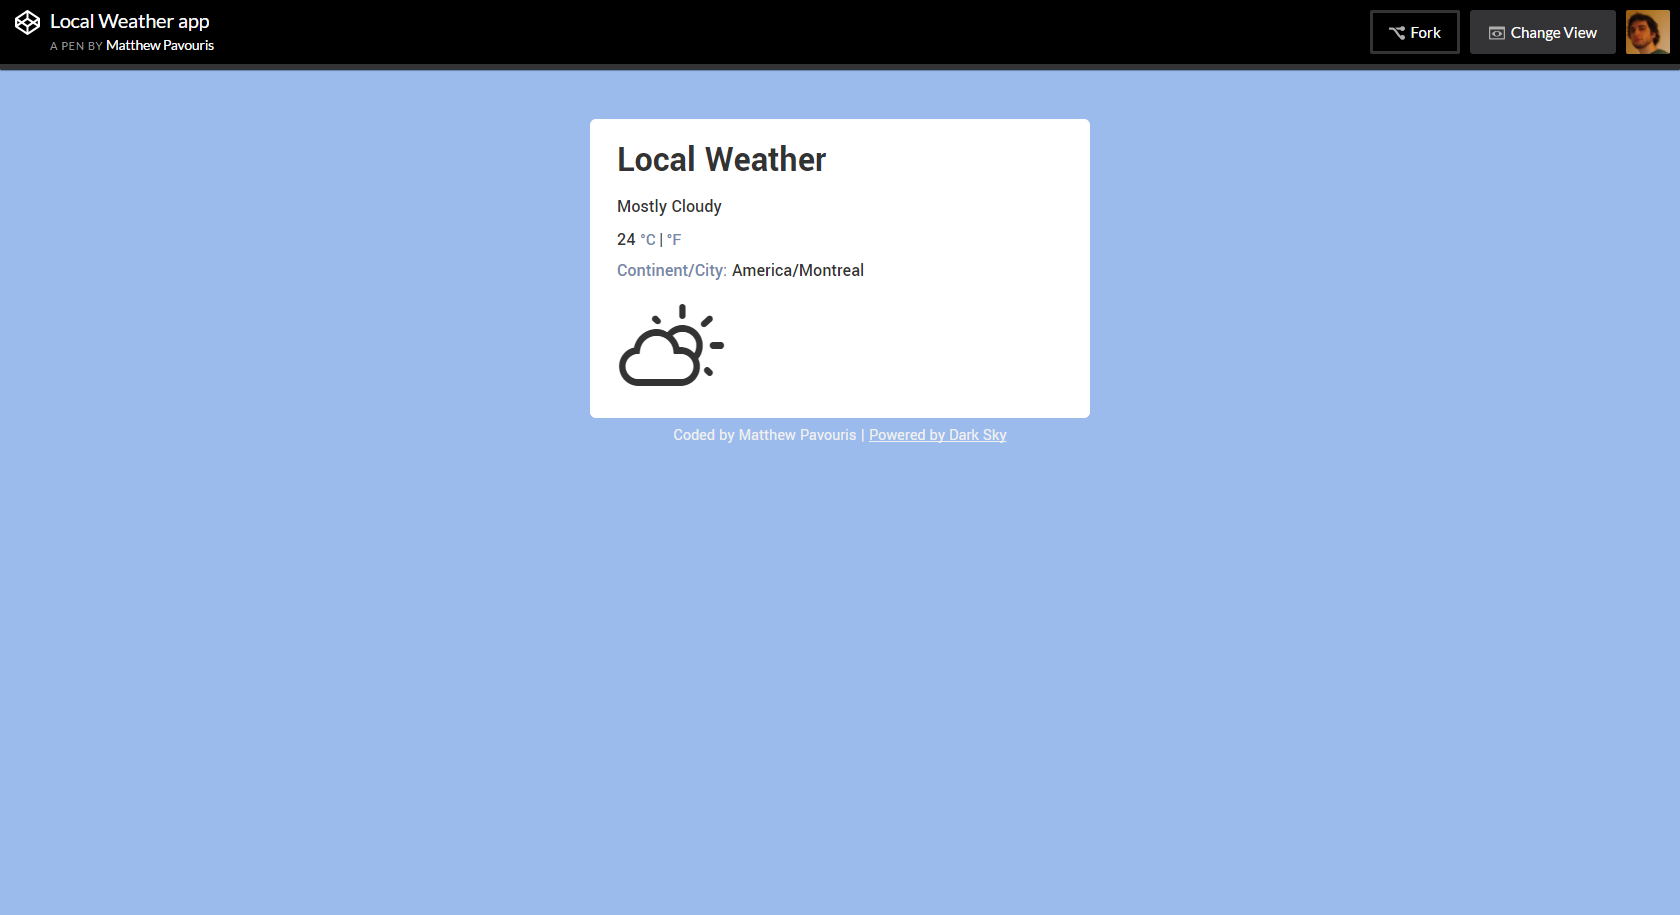 Local Weather app
A PEN BY Matthew Pavouris
Fork
Change View
Local Weather
Mostly Cloudy
24 °C | °F
Continent/City: America/Montreal
Coded by Matthew Pavouris | Powered by Dark Sky